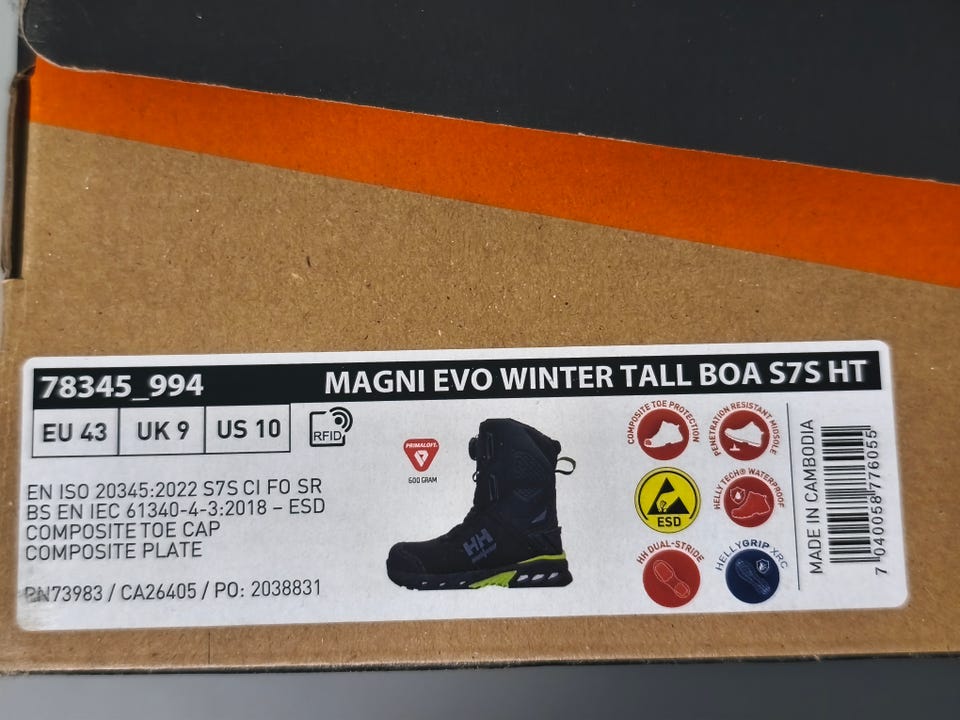 78345_994 MAGNI EVO WINTER TALL BOA S7S HT
EU 43 UK 9 US 10 RFID
PRIMALOFT.
600 GRAM
EN ISO 20345:2022 S7S CI FO SR
BS EN IEC 61340-4-3:2018 – ESD
COMPOSITE TOE CAP
COMPOSITE PLATE
PN73983 / CA26405 / PO: 2038831
HH
COMPOSITE TOE PROTECTION
PENETRATION RESISTANT MIDSOLE
ESD
HELLY TECH® WATERPROOF
HH DUAL-STRIDE
HELLYGRIP XRC
MADE IN CAMBODIA
7 040058 776055